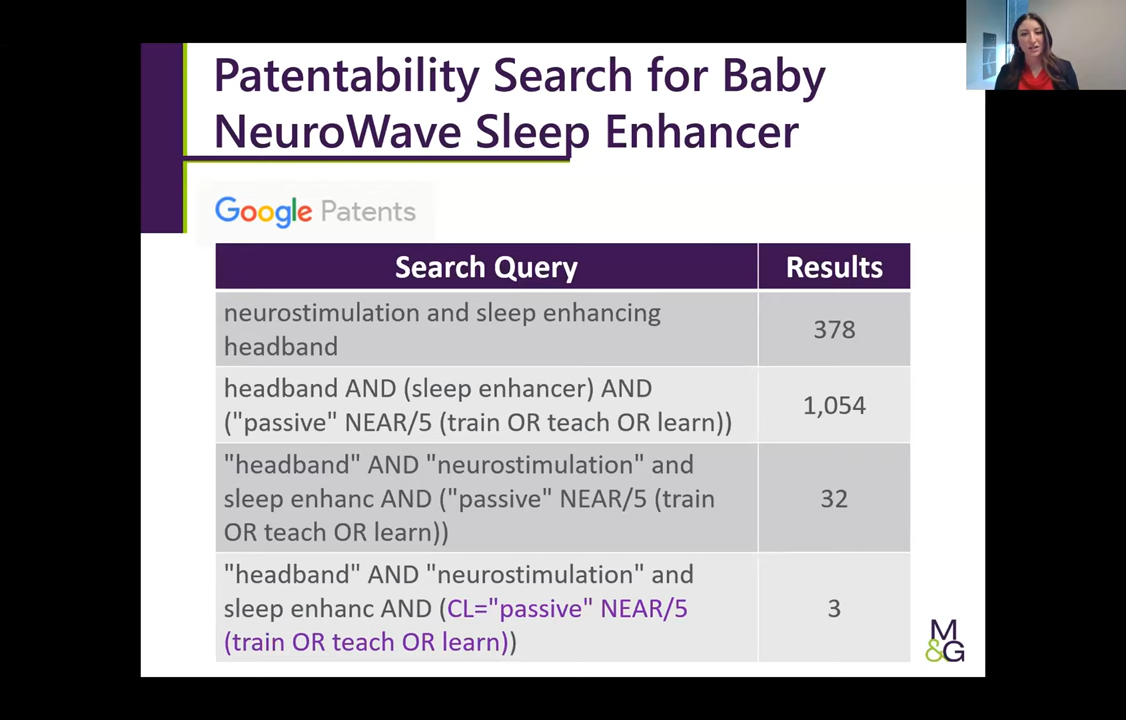 Patentability Search for Baby
NeuroWave Sleep Enhancer
Google Patents
Search Query
Results
neurostimulation and sleep enhancing
headband
378
headband AND (sleep enhancer) AND
("passive" NEAR/5 (train OR teach OR learn))
1,054
"headband" AND "neurostimulation" and
sleep enhanc AND ("passive" NEAR/5 (train
OR teach OR learn))
32
"headband" AND "neurostimulation" and
sleep enhanc AND (CL="passive" NEAR/5
(train OR teach OR learn))
3
M
&G